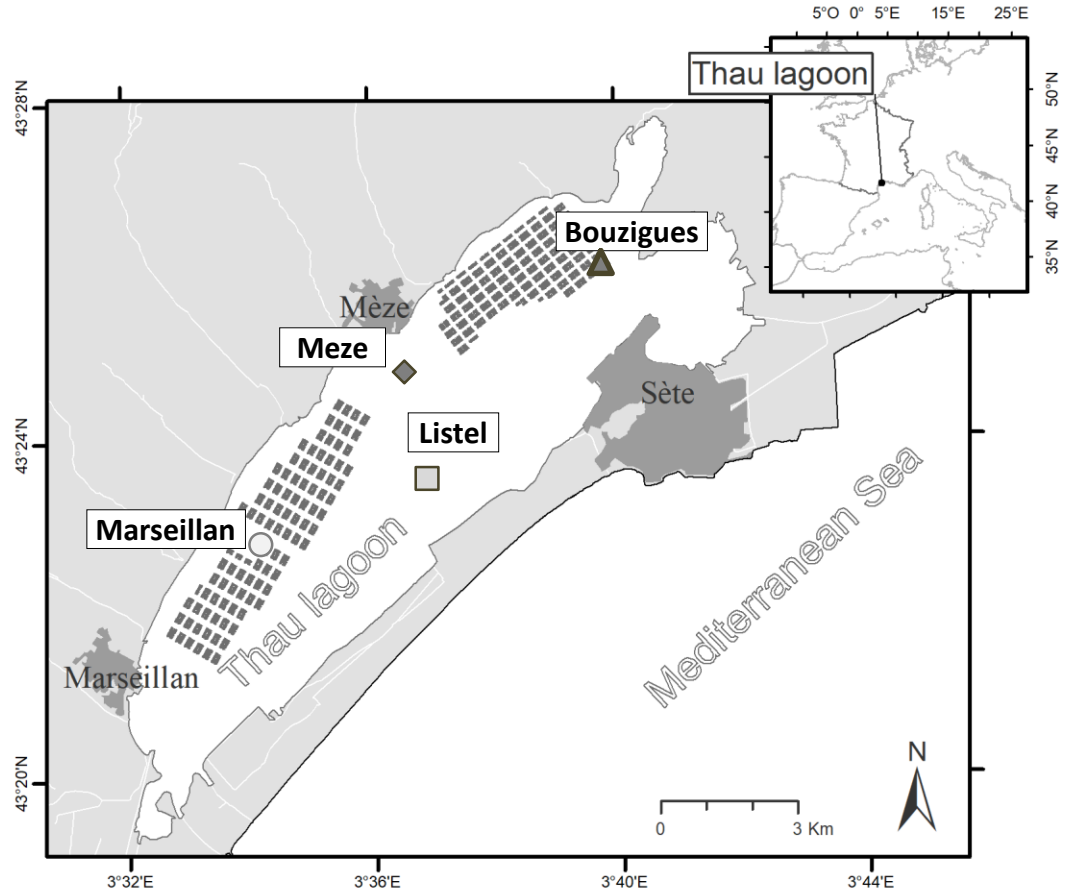 5°O 0° 5°E 15°E 25°E
Thau lagoon
50°N
45°N
40°N
35°N
43°28'N
Bouzigues
Mèze
Meze
Sète
Listel
43°24'N
Marseillan
Thau lagoon
Mediterranean Sea
Marseillan
N
43°20'N
0 3 Km
3°32'E 3°36'E 3°40'E 3°44'E